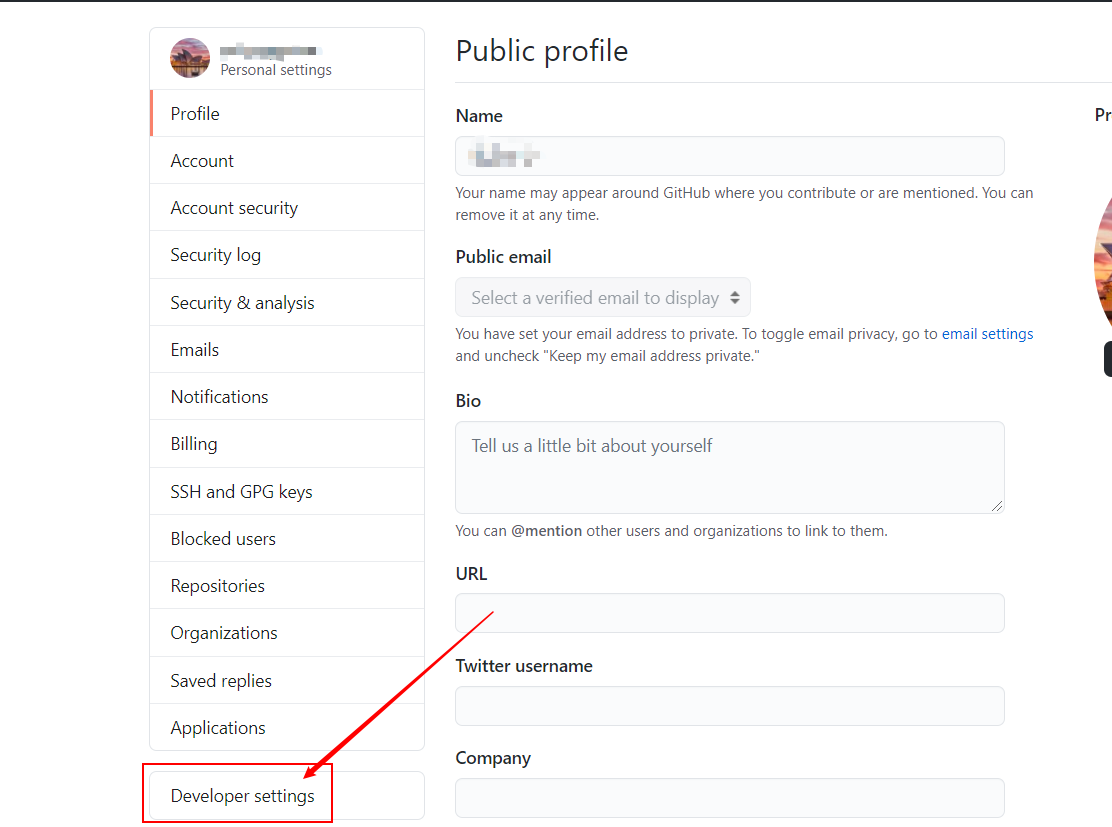 Personal settings
Profile
Account
Account security
Security log
Security & analysis
Emails
Notifications
Billing
SSH and GPG keys
Blocked users
Repositories
Organizations
Saved replies
Applications
Developer settings
Public profile
Name
Your name may appear around GitHub where you contribute or are mentioned. You can
remove it at any time.
Public email
Select a verified email to display
You have set your email address to private. To toggle email privacy, go to email settings
and uncheck "Keep my email address private."
Bio
Tell us a little bit about yourself
You can @mention other users and organizations to link to them.
URL
Twitter username
Company
Pr